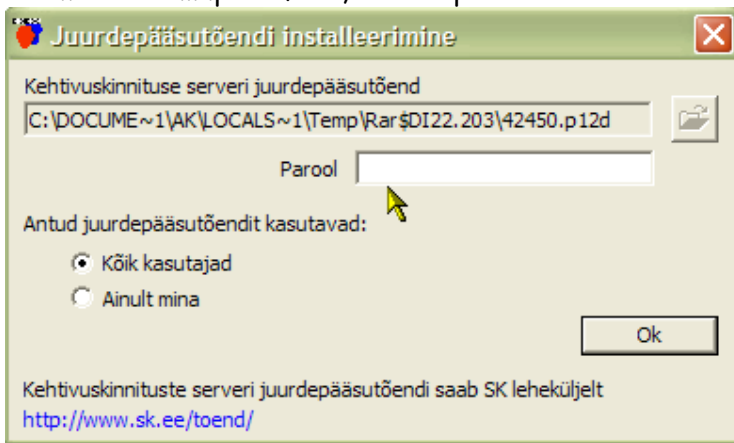 Juurdepääsutõendi installeerimine
Kehtivuskinnituse serveri juurdepääsutõend
C:\DOCUME~1\AK\LOCALS~1\Temp\Rar$DI22.203\42450.p12d
Parool
Antud juurdepääsutõendit kasutavad:
Kõik kasutajad
Ainult mina
Ok
Kehtivuskinnituste serveri juurdepääsutõendi saab SK leheküljelt
http://www.sk.ee/toend/